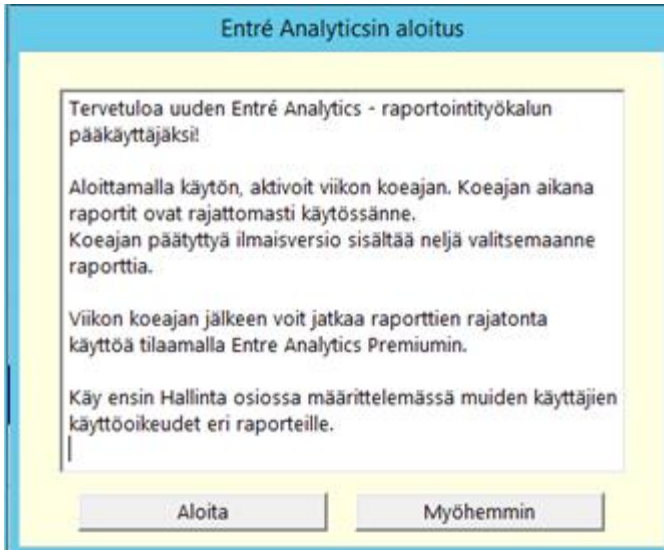 Entré Analyticsin aloitus
Tervetuloa uuden Entré Analytics - raportointityökalun
pääkäyttäjäksi!
Aloittamalla käytön, aktivoit viikon koeajan. Koeajan aikana
raportit ovat rajattomasti käytössänne.
Koeajan päätyttyä ilmaisversio sisältää neljä valitsemaanne
raporttia.
Viikon koeajan jälkeen voit jatkaa raporttien rajatonta
käyttöä tilaamalla Entre Analytics Premiumin.
Käy ensin Hallinta osiossa määrittelemässä muiden käyttäjien
käyttöoikeudet eri raporteille.
Aloita
Myöhemmin